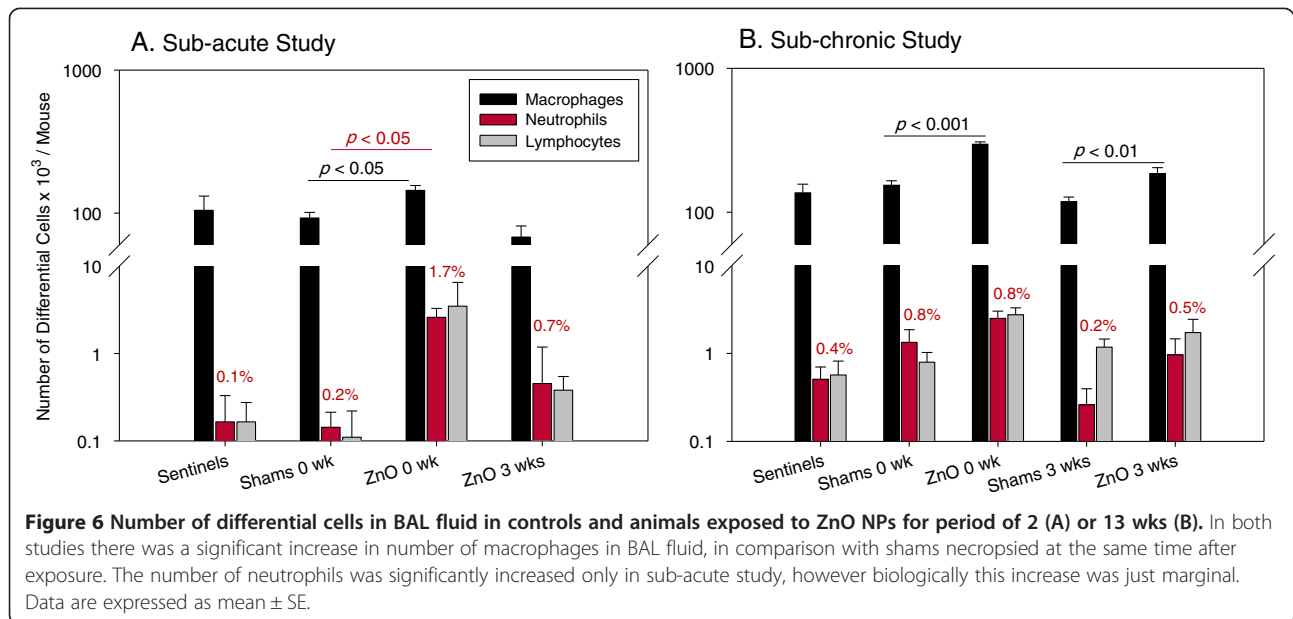 A. Sub-acute Study
1000
100
10
1
0.1
Number of Differential Cells x 10³ / Mouse
Macrophages
Neutrophils
Lymphocytes
p < 0.05
p < 0.05
0.1%
0.2%
1.7%
0.7%
Sentinels
Shams 0 wk
ZnO 0 wk
ZnO 3 wks
B. Sub-chronic Study
1000
100
10
1
0.1
p < 0.001
p < 0.01
0.4%
0.8%
0.8%
0.2%
0.5%
Sentinels
Shams 0 wk
ZnO 0 wk
Shams 3 wks
ZnO 3 wks
Figure 6 Number of differential cells in BAL fluid in controls and animals exposed to ZnO NPs for period of 2 (A) or 13 wks (B). In both
studies there was a significant increase in number of macrophages in BAL fluid, in comparison with shams necropsied at the same time after
exposure. The number of neutrophils was significantly increased only in sub-acute study, however biologically this increase was just marginal.
Data are expressed as mean ± SE.